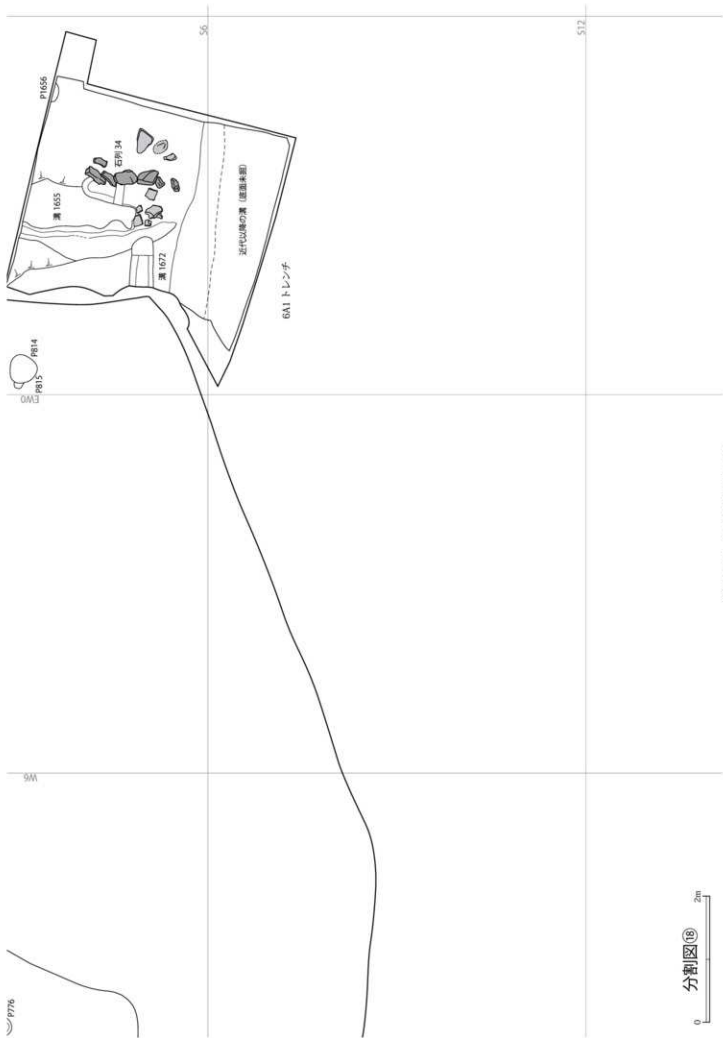 S6
S12
P1656
石列 34
溝 1655
近代以降の溝（底面未掘）
溝 1672
6A1 トレンチ
P814
P815
EW0
W6
P776
分割図⑱
0
2m